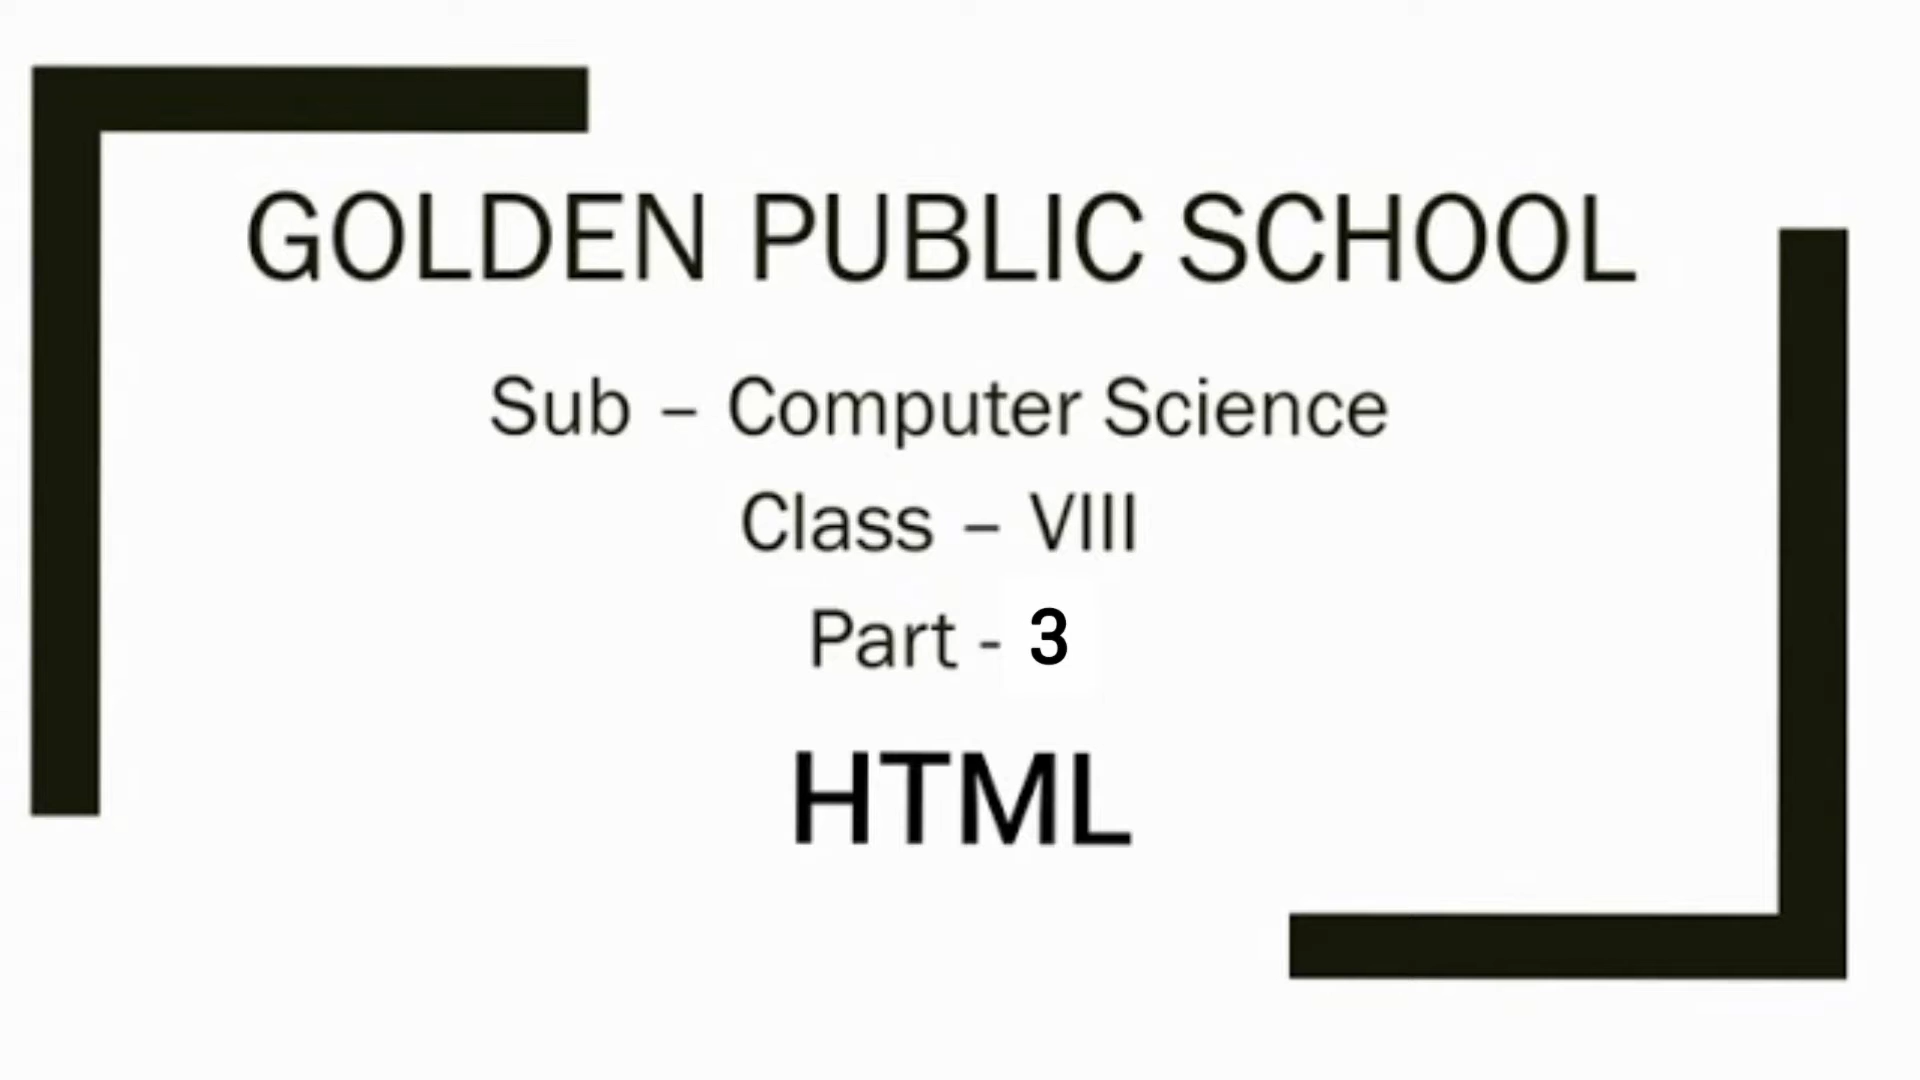 GOLDEN PUBLIC SCHOOL
Sub – Computer Science
Class – VIII
Part - 3
HTML